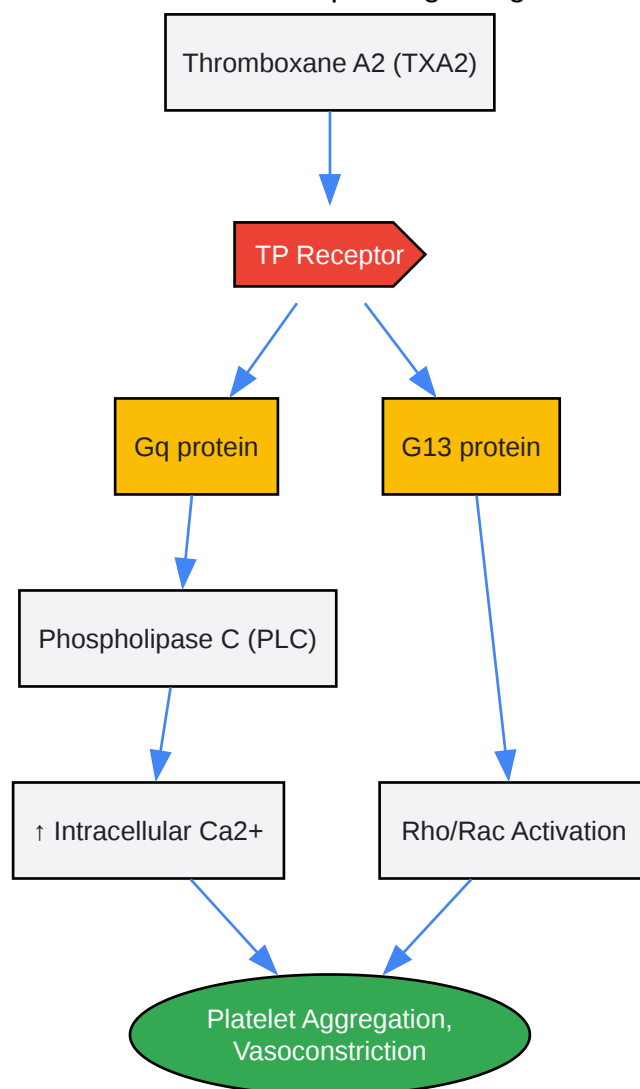 Thromboxane A2 (TXA2)
TP Receptor
Gq protein
G13 protein
Phospholipase C (PLC)
↑ Intracellular Ca2+
Rho/Rac Activation
Platelet Aggregation,
Vasoconstriction